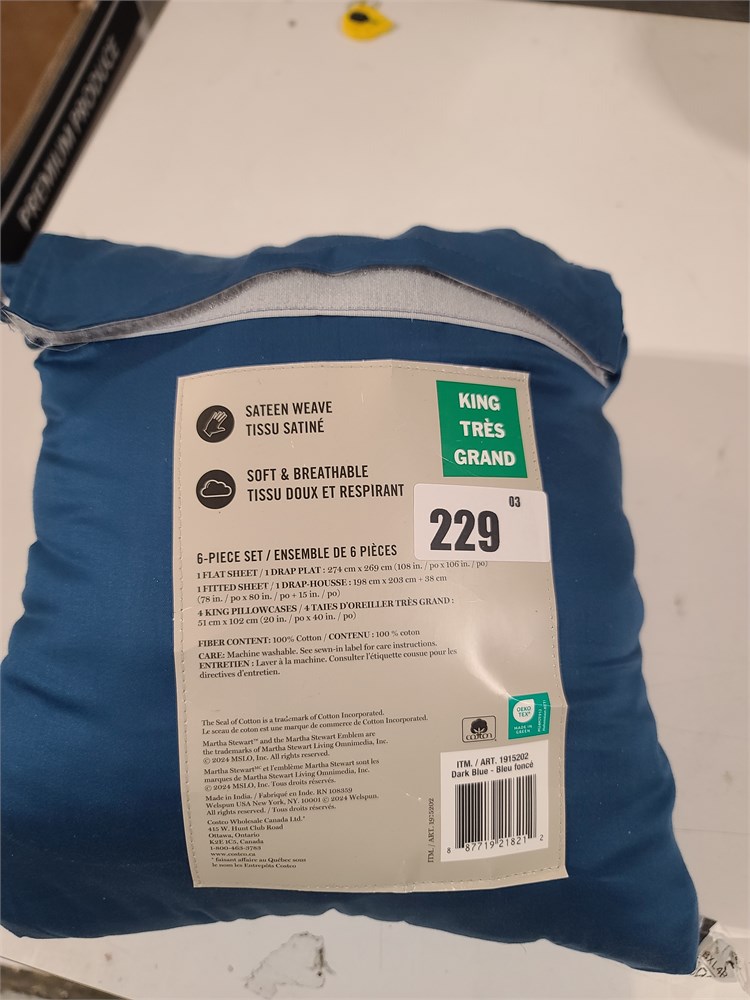 PREMIUM PRODUCE
SATEEN WEAVE
TISSU SATINÉ
KING
TRÈS
GRAND
SOFT & BREATHABLE
TISSU DOUX ET RESPIRANT
03
229
6-PIECE SET / ENSEMBLE DE 6 PIÈCES
1 FLAT SHEET / 1 DRAP PLAT : 274 cm x 269 cm (108 in. / po x 106 in. / po)
1 FITTED SHEET / 1 DRAP-HOUSSE : 198 cm x 203 cm + 38 cm
(78 in. / po x 80 in. / po + 15 in. / po)
4 KING PILLOWCASES / 4 TAIES D'OREILLER TRÈS GRAND :
51 cm x 102 cm (20 in. / po x 40 in. / po)
FIBER CONTENT: 100% Cotton / CONTENU : 100 % coton
CARE: Machine washable. See sewn-in label for care instructions.
ENTRETIEN : Laver à la machine. Consulter l'étiquette cousue pour les
directives d'entretien.
The Seal of Cotton is a trademark of Cotton Incorporated.
Le sceau de coton est une marque de commerce de Cotton Incorporated.
Martha Stewart™ and the Martha Stewart Emblem are
the trademarks of Martha Stewart Living Omnimedia, Inc.
© 2024 MSLO, Inc. All rights reserved.
Martha Stewartᴹᶜ et l'emblème Martha Stewart sont les
marques de Martha Stewart Living Omnimedia, Inc.
© 2024 MSLO, Inc. Tous droits réservés.
Made in India. / Fabriqué en Inde. RN 108359
Welspun USA New York, NY. 10001 © 2024 Welspun.
All rights reserved. / Tous droits réservés.
Costco Wholesale Canada Ltd.*
415 W. Hunt Club Road
Ottawa, Ontario
K2E 1C5, Canada
1-800-463-3783
www.costco.ca
* faisant affaire au Québec sous
le nom les Entrepôts Costco
cotton
OEKO
TEX®
MADE IN
GREEN
ITM. / ART. 1915202
ITM. / ART. 1915202
Dark Blue - Bleu foncé
8 87719 21821 2